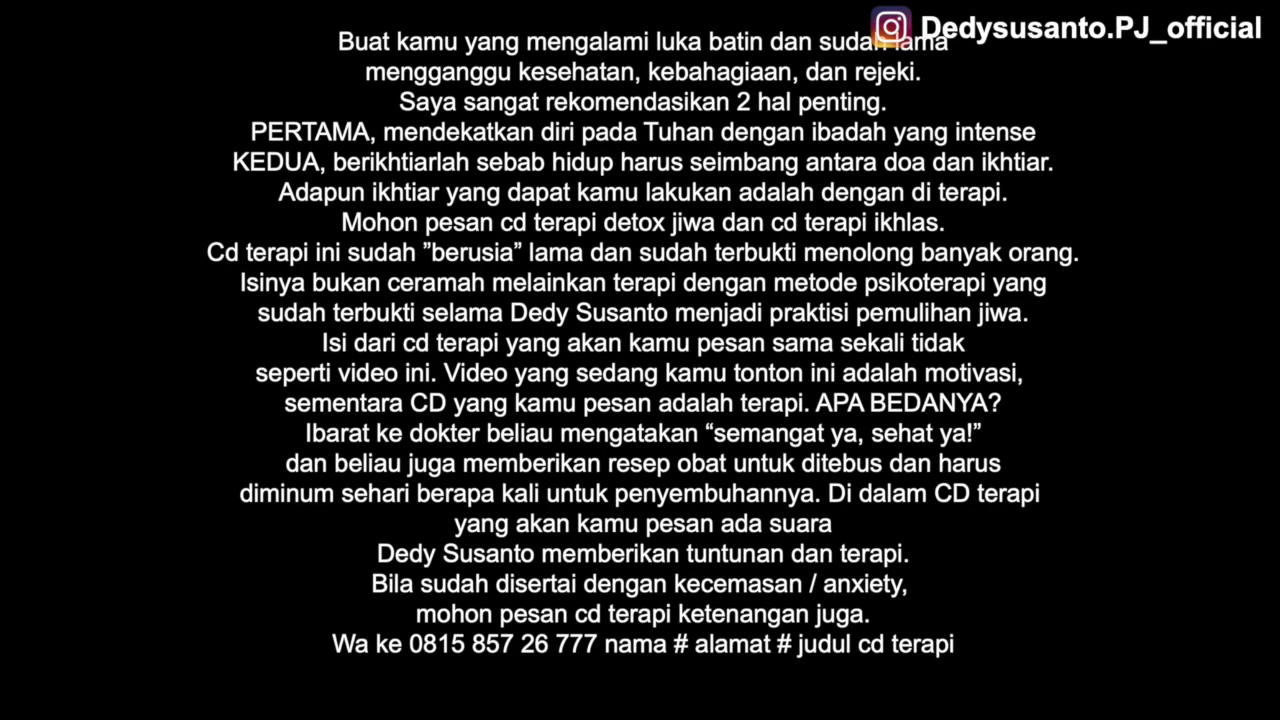 Dedysusanto.PJ_official
Buat kamu yang mengalami luka batin dan sudah lama
mengganggu kesehatan, kebahagiaan, dan rejeki.
Saya sangat rekomendasikan 2 hal penting.
PERTAMA, mendekatkan diri pada Tuhan dengan ibadah yang intense
KEDUA, berikhtiarlah sebab hidup harus seimbang antara doa dan ikhtiar.
Adapun ikhtiar yang dapat kamu lakukan adalah dengan di terapi.
Mohon pesan cd terapi detox jiwa dan cd terapi ikhlas.
Cd terapi ini sudah ”berusia” lama dan sudah terbukti menolong banyak orang.
Isinya bukan ceramah melainkan terapi dengan metode psikoterapi yang
sudah terbukti selama Dedy Susanto menjadi praktisi pemulihan jiwa.
Isi dari cd terapi yang akan kamu pesan sama sekali tidak
seperti video ini. Video yang sedang kamu tonton ini adalah motivasi,
sementara CD yang kamu pesan adalah terapi. APA BEDANYA?
Ibarat ke dokter beliau mengatakan “semangat ya, sehat ya!”
dan beliau juga memberikan resep obat untuk ditebus dan harus
diminum sehari berapa kali untuk penyembuhannya. Di dalam CD terapi
yang akan kamu pesan ada suara
Dedy Susanto memberikan tuntunan dan terapi.
Bila sudah disertai dengan kecemasan / anxiety,
mohon pesan cd terapi ketenangan juga.
Wa ke 0815 857 26 777 nama # alamat # judul cd terapi